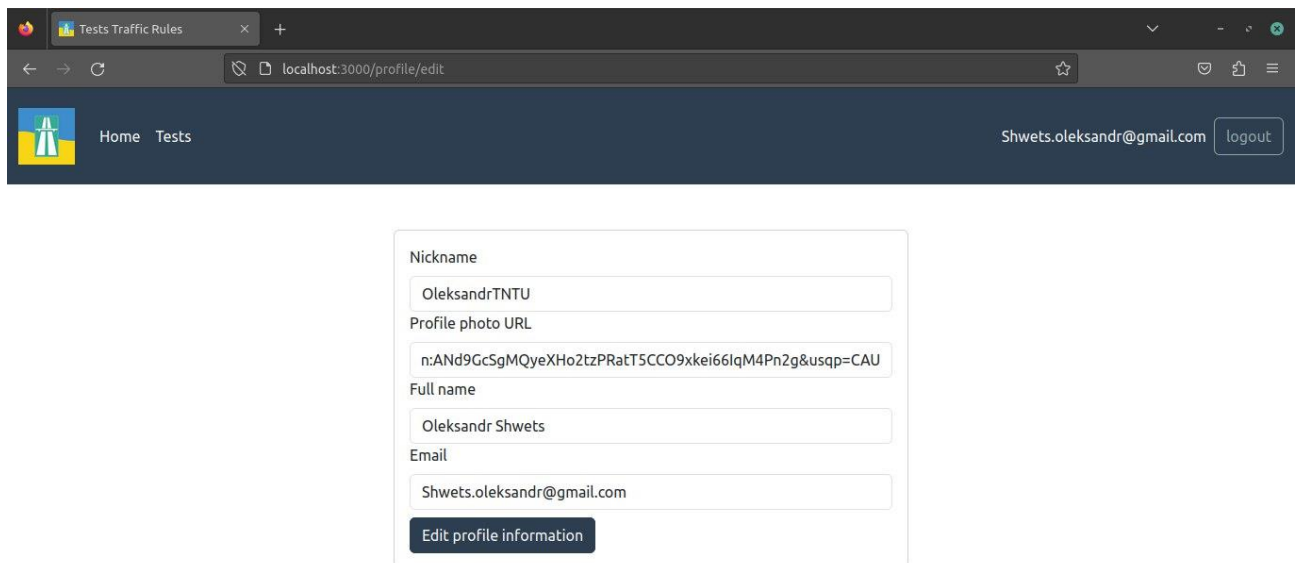 Tests Traffic Rules
localhost:3000/profile/edit
Home Tests Shwets.oleksandr@gmail.com logout
Nickname
OleksandrTNTU
Profile photo URL
n:ANd9GcSgMQyeXHo2tzPRatT5CCO9xkei66IqM4Pn2g&usqp=CAU
Full name
Oleksandr Shwets
Email
Shwets.oleksandr@gmail.com
Edit profile information